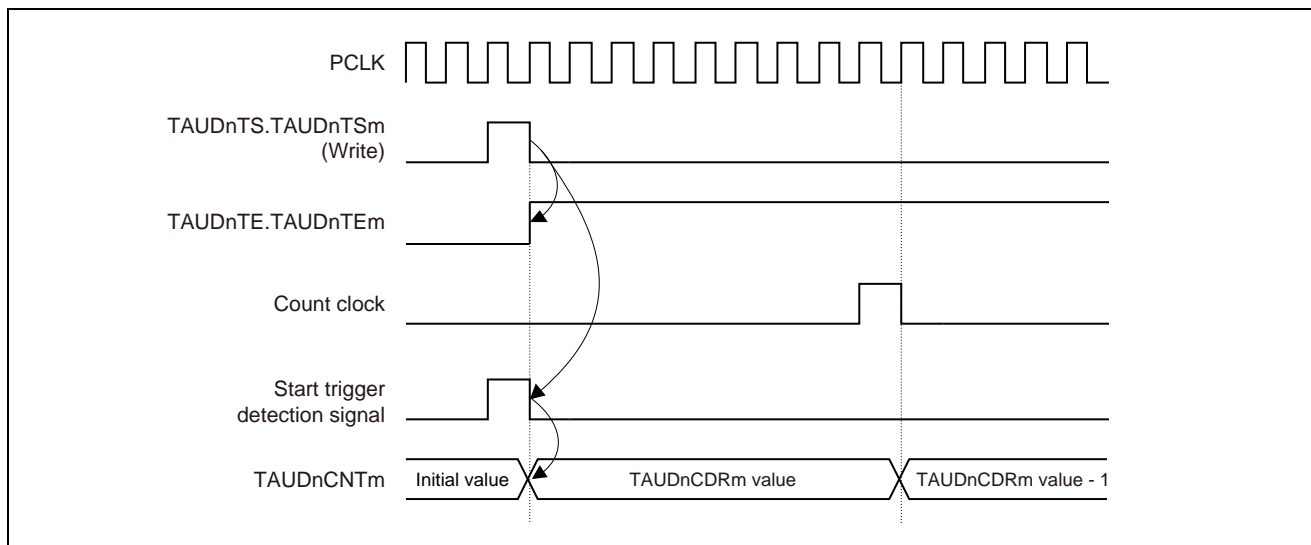 PCLK
TAUDnTS.TAUDnTSm
(Write)
TAUDnTE.TAUDnTEm
Count clock
Start trigger
detection signal
TAUDnCNTm
Initial value
TAUDnCDRm value
TAUDnCDRm value - 1